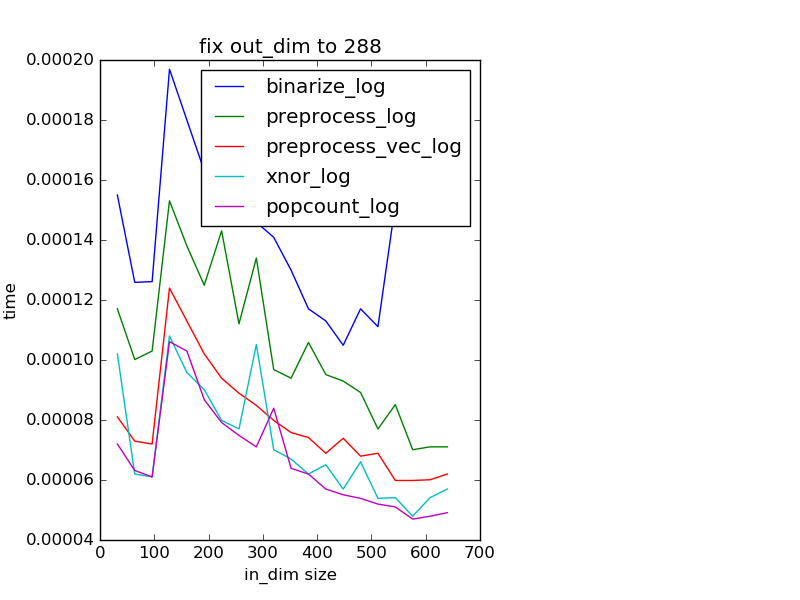 fix out_dim to 288
0.00020
0.00018
0.00016
0.00014
0.00012
0.00010
0.00008
0.00006
0.00004
time
binarize_log
preprocess_log
preprocess_vec_log
xnor_log
popcount_log
0 100 200 300 400 500 600 700
in_dim size